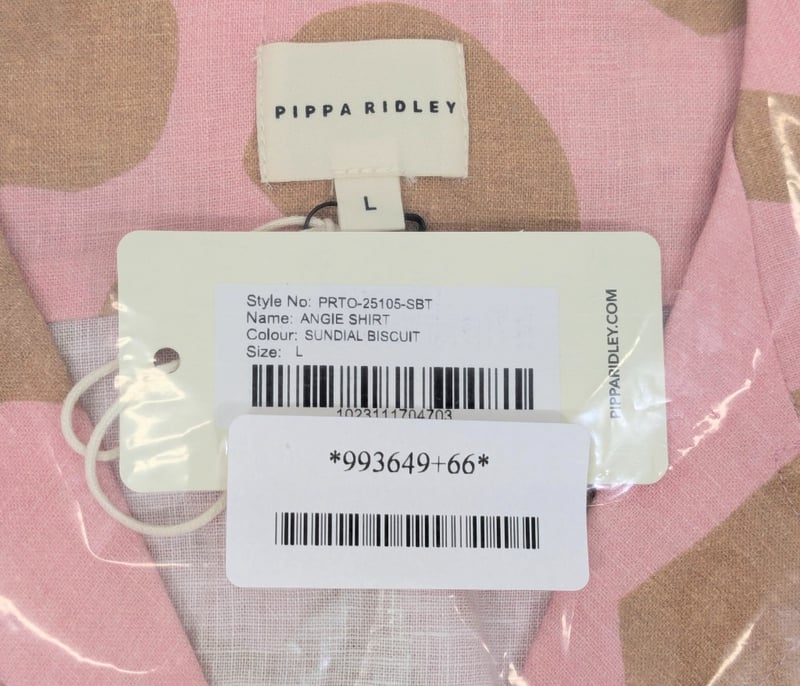 PIPPA RIDLEY
L
Style No: PRTO-25105-SBT
Name: ANGIE SHIRT
Colour: SUNDIAL BISCUIT
Size: L
1023111704703
PIPPARIDLEY.COM
*993649+66*